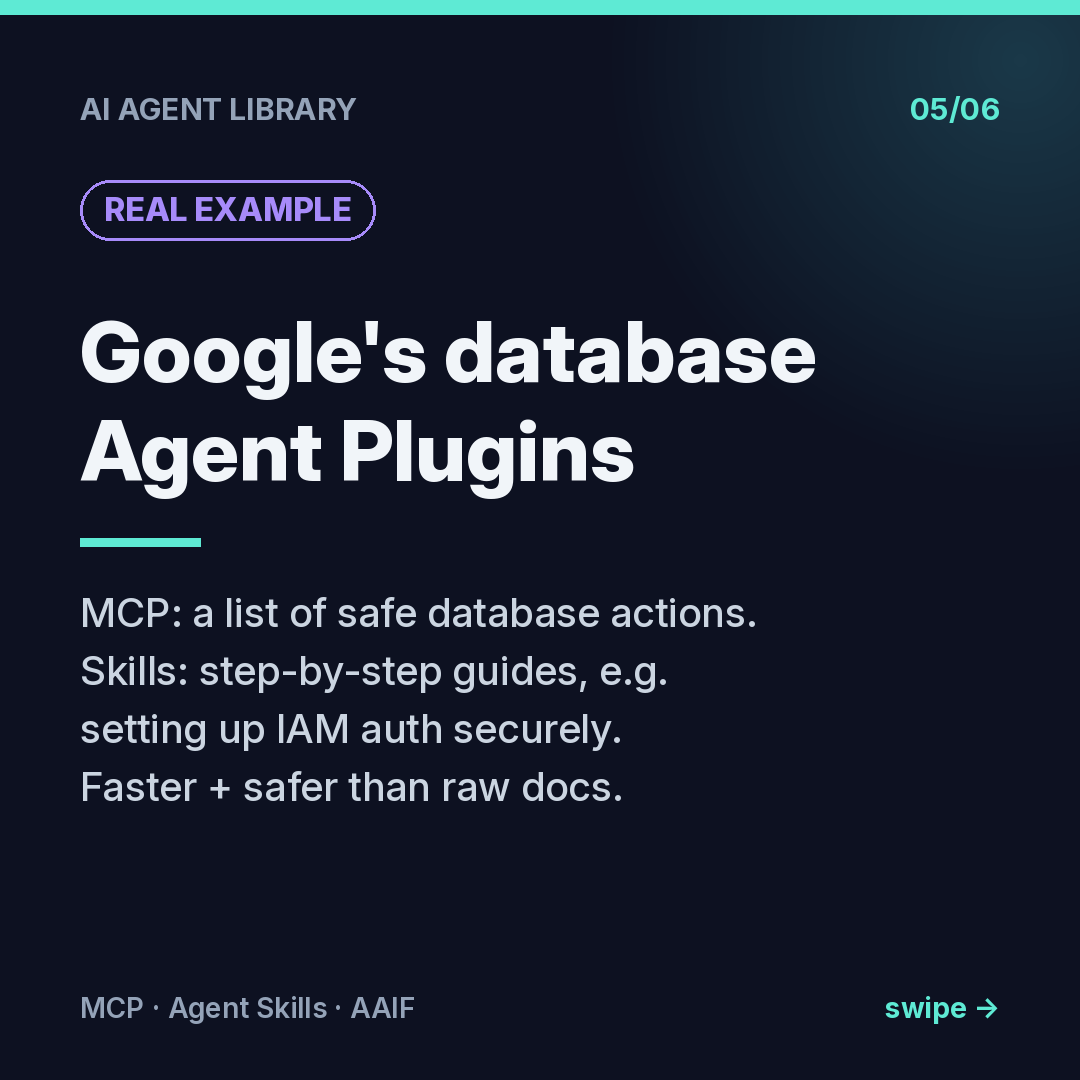 AI AGENT LIBRARY
05/06
REAL EXAMPLE
Google's database
Agent Plugins
MCP: a list of safe database actions.
Skills: step-by-step guides, e.g.
setting up IAM auth securely.
Faster + safer than raw docs.
MCP · Agent Skills · AAIF
swipe →